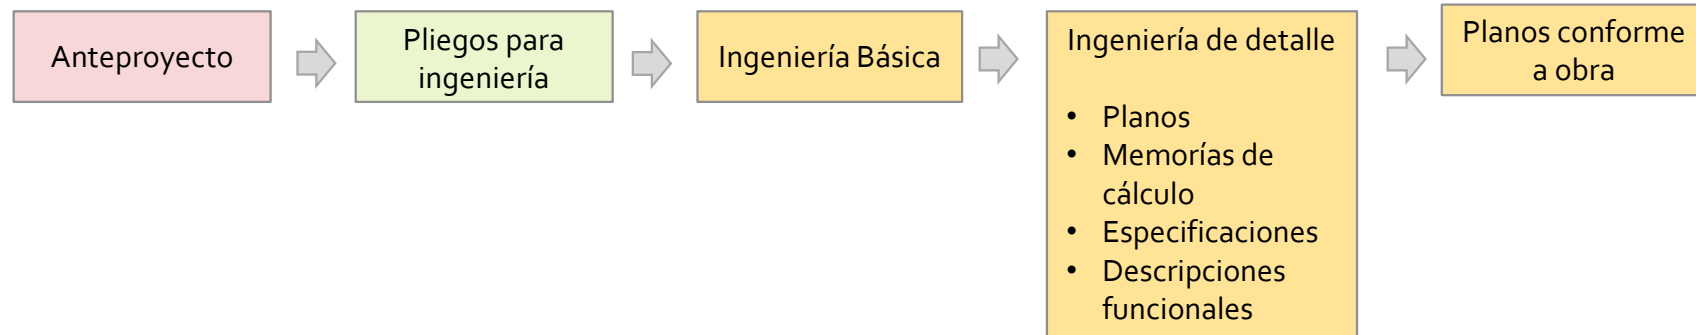 Anteproyecto
Pliegos para
ingeniería
Ingeniería Básica
Ingeniería de detalle
• Planos
• Memorías de
cálculo
• Especificaciones
• Descripciones
funcionales
Planos conforme
a obra